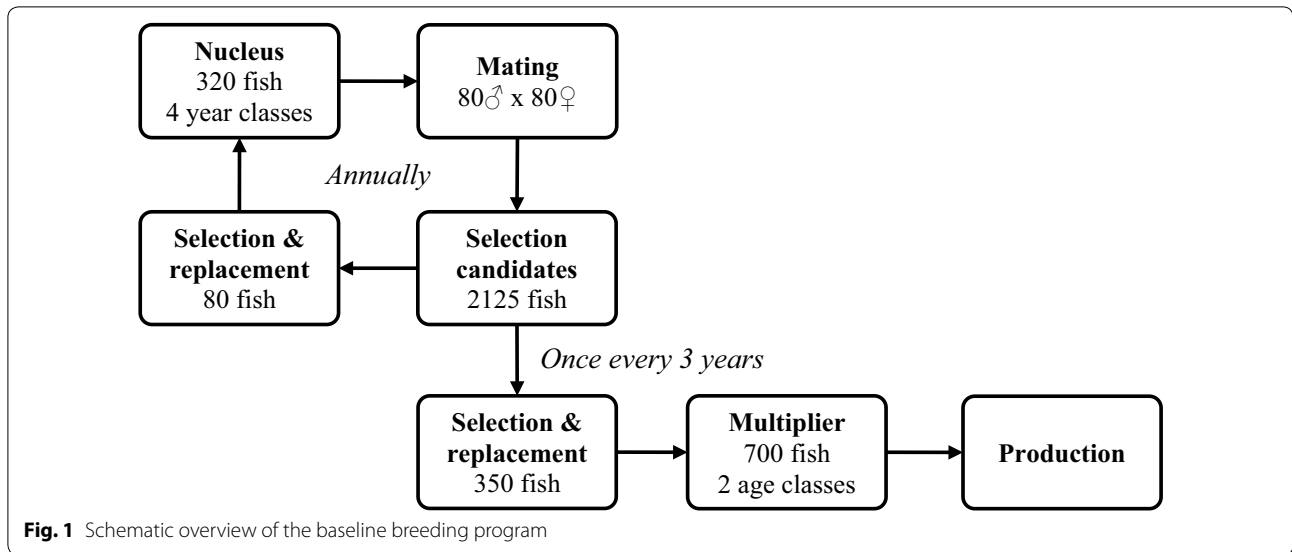 Nucleus
320 fish
4 year classes
Mating
80♂ x 80♀
Annually
Selection &
replacement
80 fish
Selection
candidates
2125 fish
Once every 3 years
Selection &
replacement
350 fish
Multiplier
700 fish
2 age classes
Production
Fig. 1 Schematic overview of the baseline breeding program